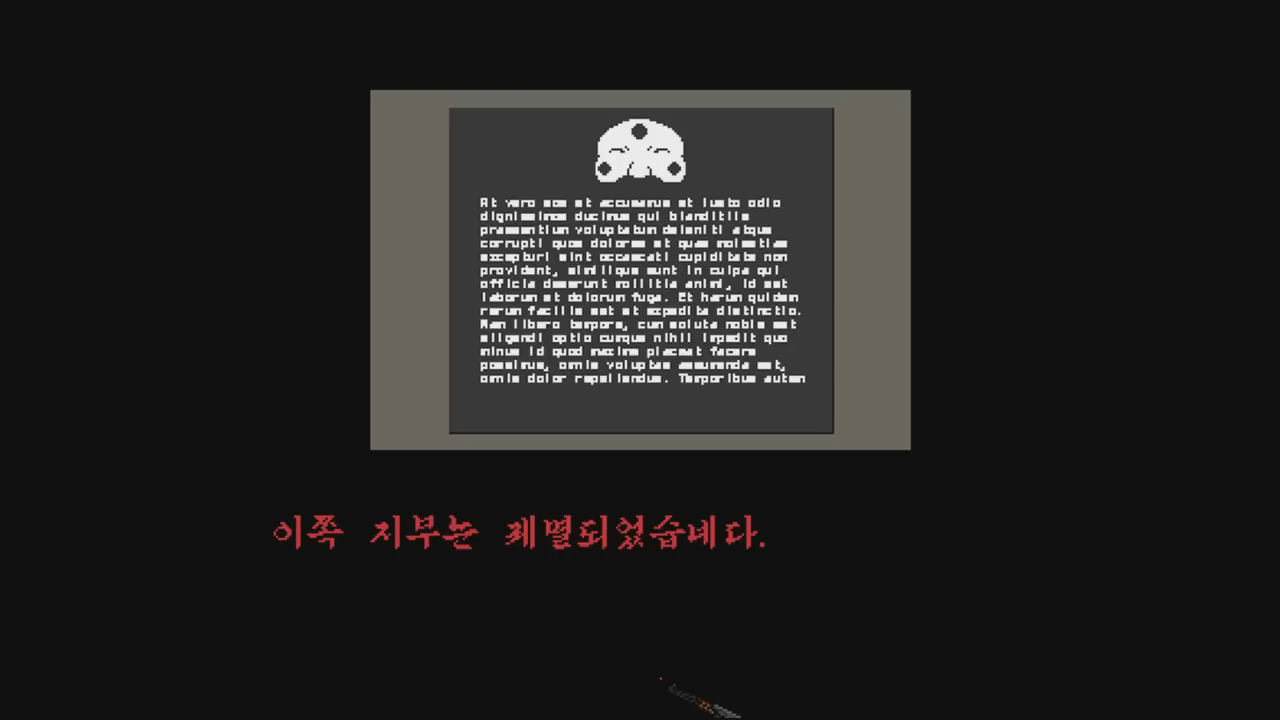 At vero eos et accusamus et iusto odio
dignissimos ducimus qui blanditiis
praesentium voluptatum deleniti atque
corrupti quos dolores et quas molestias
excepturi sint occaecati cupiditate non
provident, similique sunt in culpa qui
officia deserunt mollitia animi, id est
laborum et dolorum fuga. Et harum quidem
rerum facilis est et expedita distinctio.
Nam libero tempore, cum soluta nobis est
eligendi optio cumque nihil impedit quo
minus id quod maxime placeat facere
possimus, omnis voluptas assumenda est,
omnis dolor repellendus. Temporibus autem
이쪽 지부는 궤멸되었습네다.